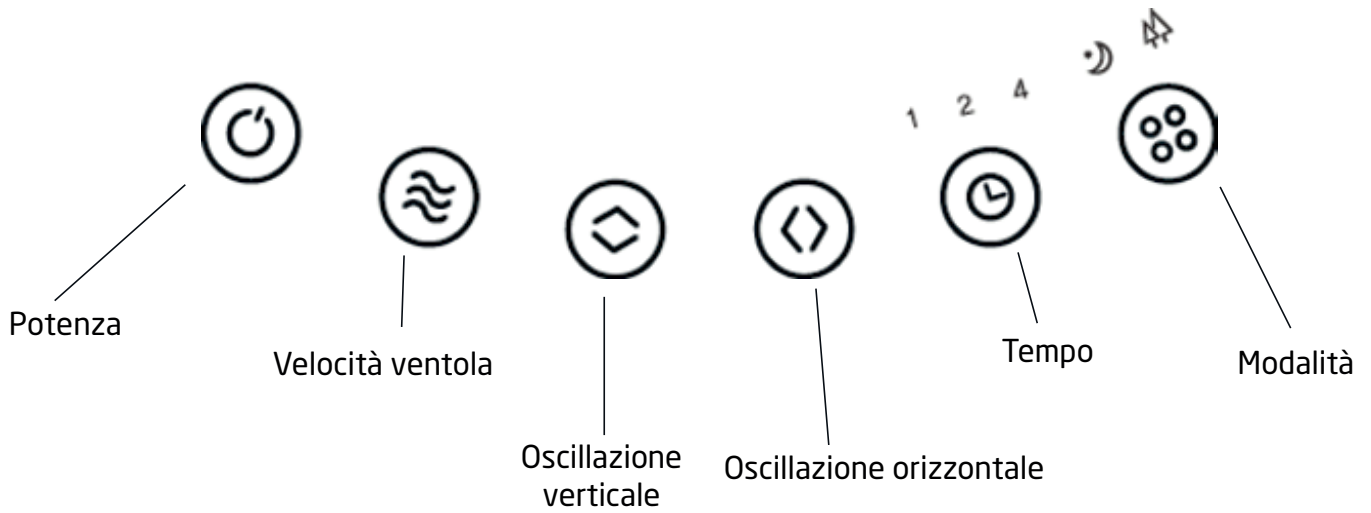 1 2 4
Potenza
Velocità ventola
Tempo
Modalità
Oscillazione
verticale
Oscillazione orizzontale